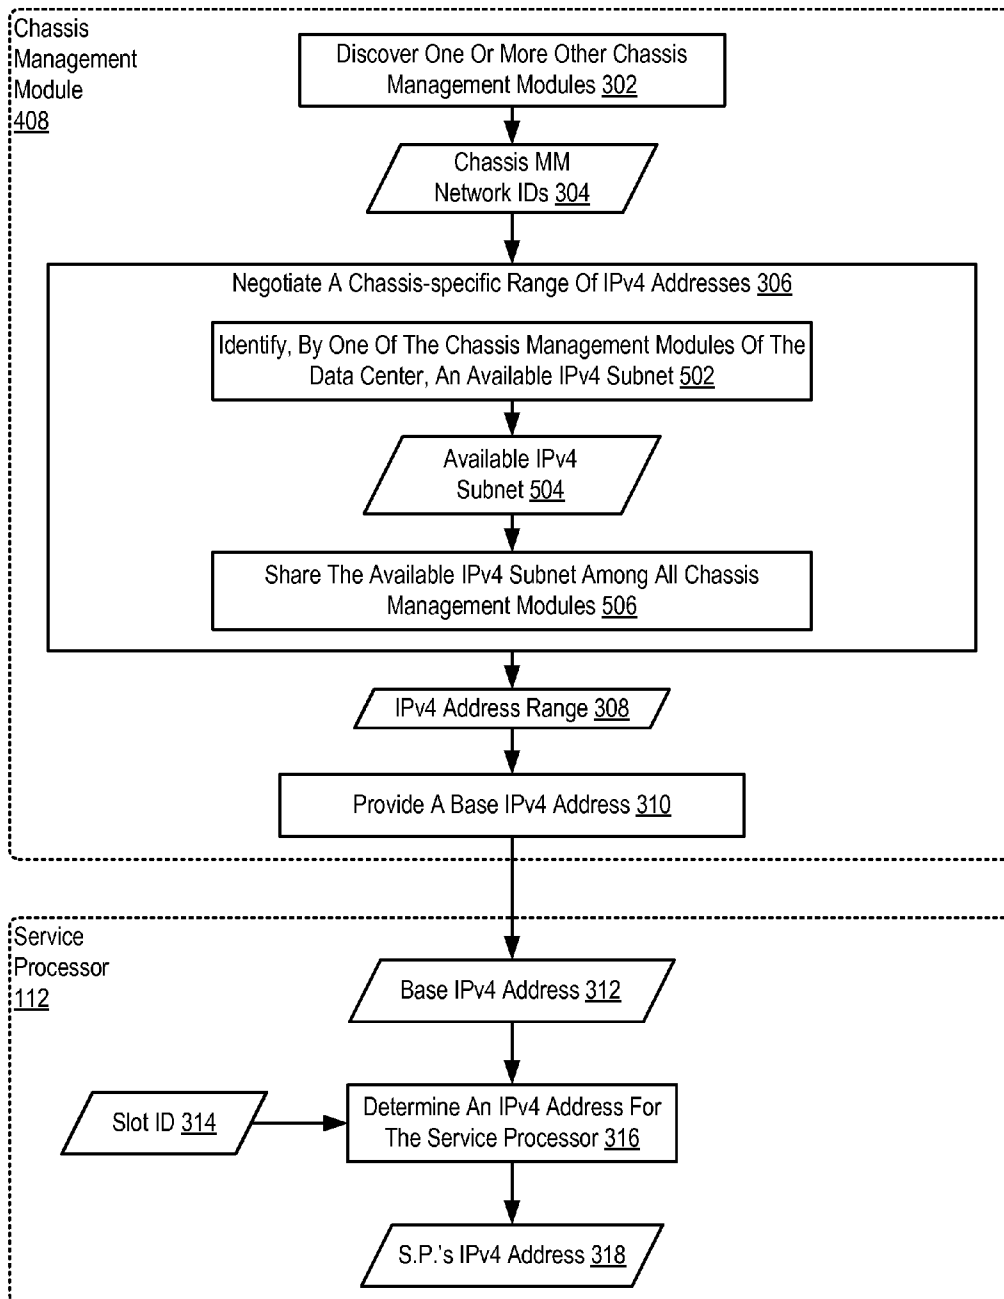 Chassis
Management
Module
408
Discover One Or More Other Chassis
Management Modules 302
Chassis MM
Network IDs 304
Negotiate A Chassis-specific Range Of IPv4 Addresses 306
Identify, By One Of The Chassis Management Modules Of The
Data Center, An Available IPv4 Subnet 502
Available IPv4
Subnet 504
Share The Available IPv4 Subnet Among All Chassis
Management Modules 506
IPv4 Address Range 308
Provide A Base IPv4 Address 310
Service
Processor
112
Base IPv4 Address 312
Slot ID 314
Determine An IPv4 Address For
The Service Processor 316
S.P.'s IPv4 Address 318